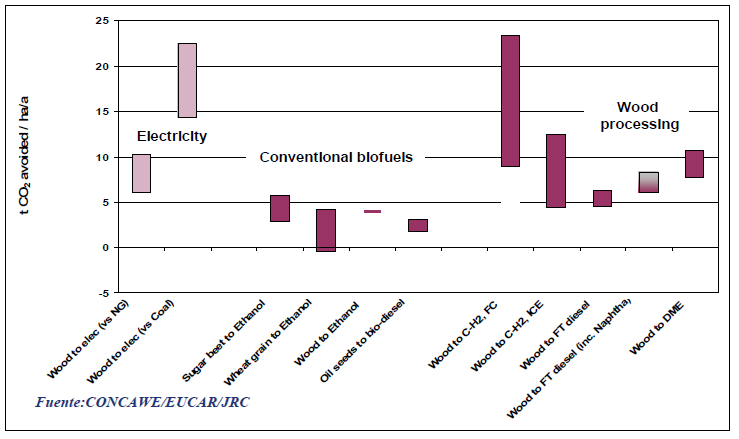 25
20
15
10
5
0
-5
t CO2 avoided / ha/a
Electricity
Conventional biofuels
Wood
processing
Wood to elec (vs NG)
Wood to elec (vs Coal)
Sugar beet to Ethanol
Wheat grain to Ethanol
Wood to Ethanol
Oil seeds to bio-diesel
Wood to C-H2, FC
Wood to C-H2, ICE
Wood to FT diesel
Wood to FT diesel (inc. Naphtha,
Wood to DME
Fuente:CONCAWE/EUCAR/JRC